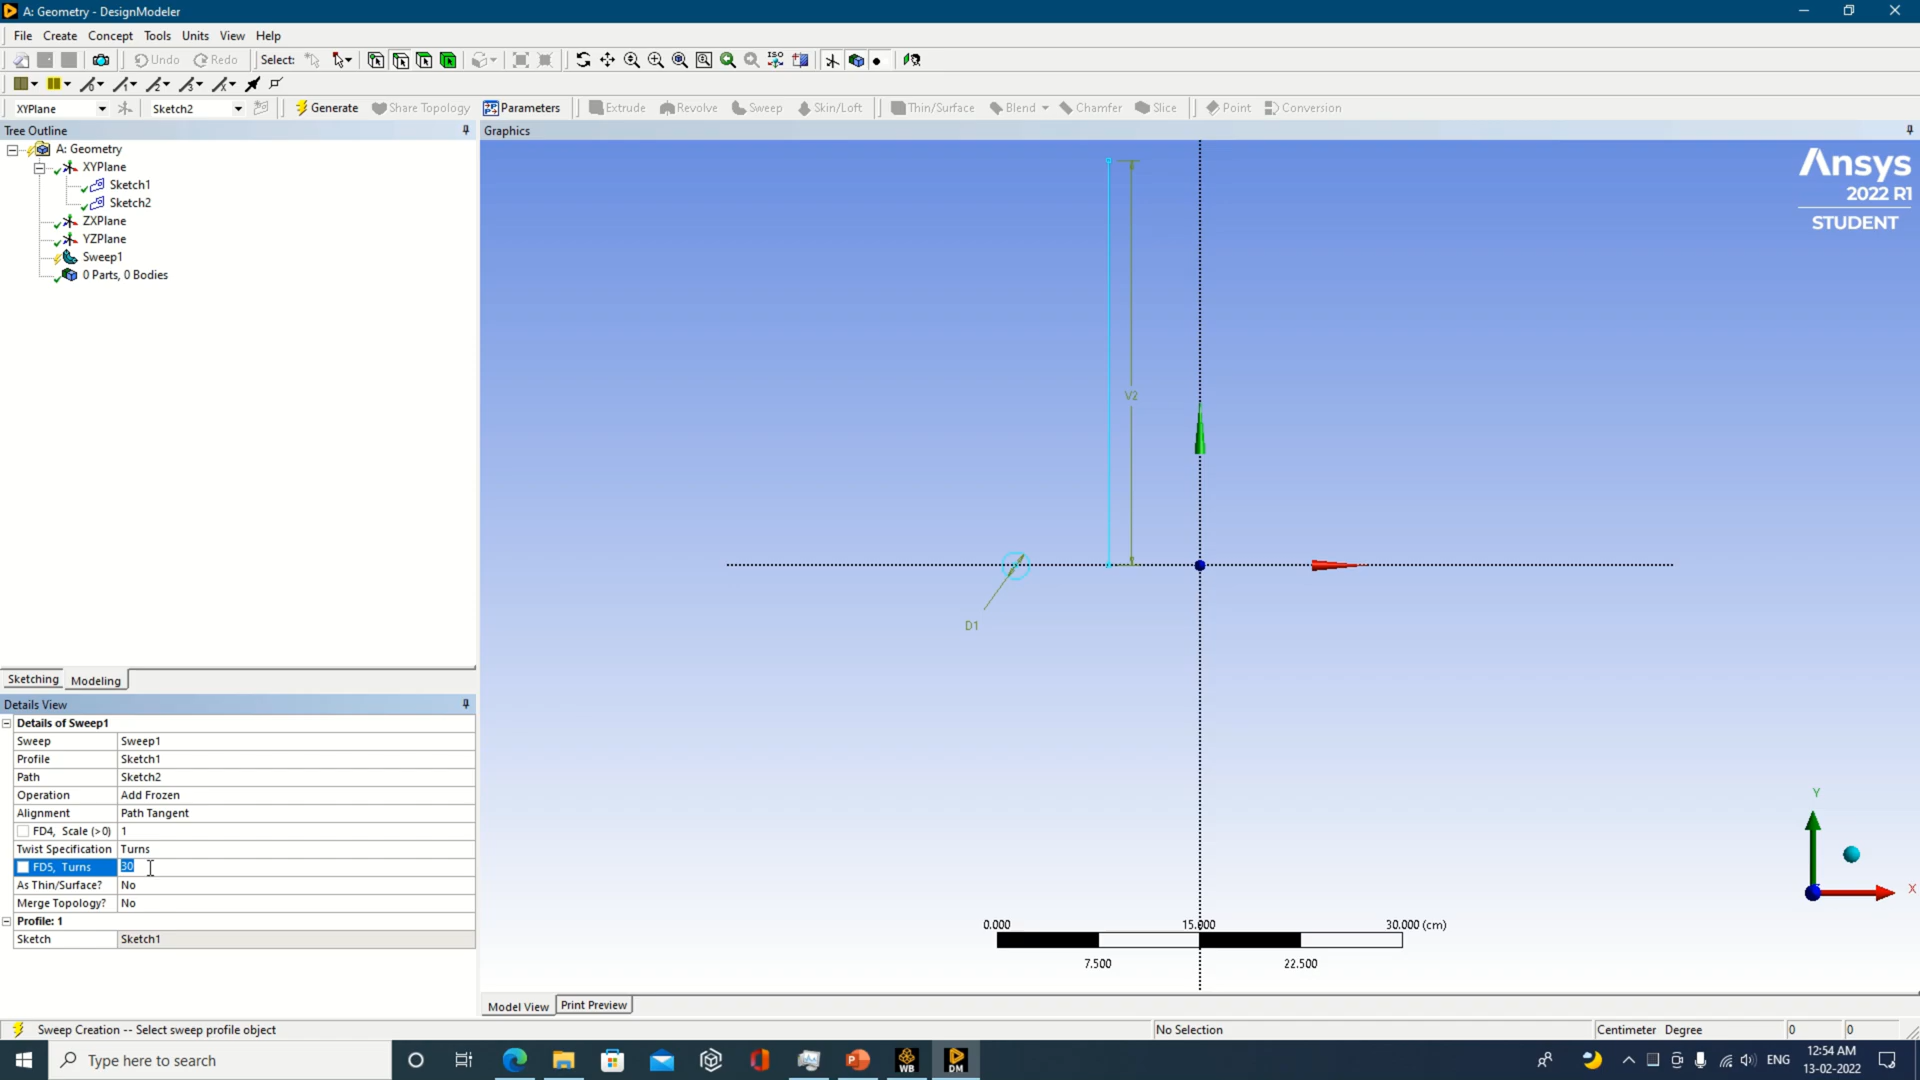 A: Geometry - DesignModeler
File Create Concept Tools Units View Help
Undo Redo Select: ISO
XYPlane Sketch2 Generate Share Topology Parameters Extrude Revolve Sweep Skin/Loft Thin/Surface Blend Chamfer Slice Point Conversion
Tree Outline
Graphics
A: Geometry
XYPlane
Sketch1
Sketch2
ZXPlane
YZPlane
Sweep1
0 Parts, 0 Bodies
Ansys
2022 R1
STUDENT
V2
D1
Sketching Modeling
Details View
Details of Sweep1
Sweep Sweep1
Profile Sketch1
Path Sketch2
Operation Add Frozen
Alignment Path Tangent
FD4, Scale (>0) 1
Twist Specification Turns
FD5, Turns 30
As Thin/Surface? No
Merge Topology? No
Profile: 1
Sketch Sketch1
Y
X
0.000 15.000 30.000 (cm)
7.500 22.500
Model View Print Preview
Sweep Creation -- Select sweep profile object
No Selection
Centimeter Degree 0 0
Type here to search
WB
DM
ENG
12:54 AM
13-02-2022